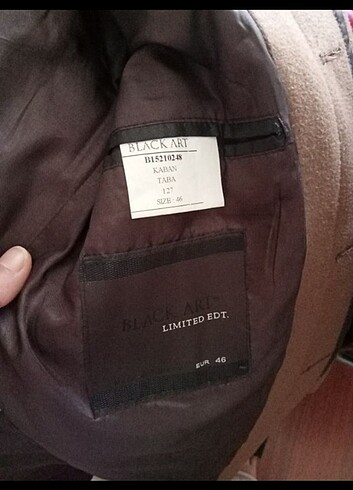 BLACK ART
B15210248
KABAN
TABA
127
SIZE 46
BLACK ART
LIMITED EDT.
EUR 46